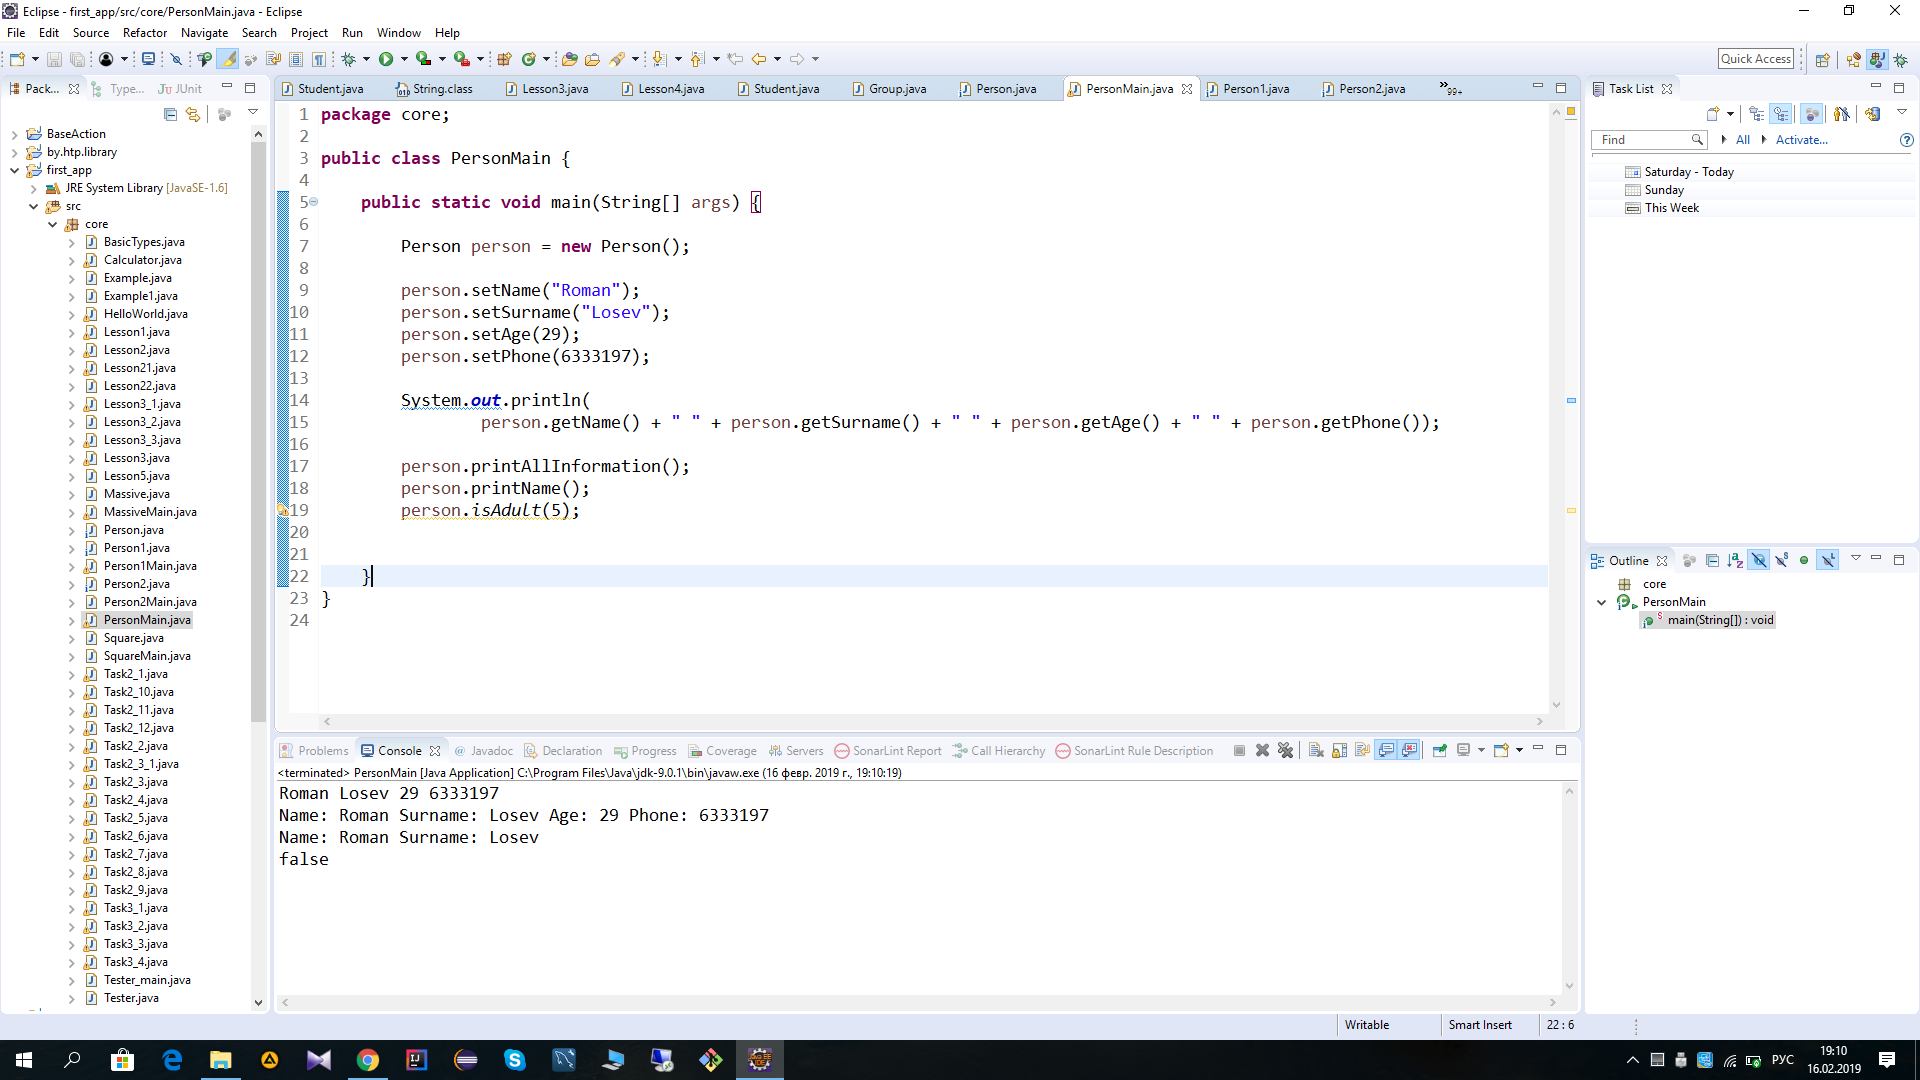 Eclipse - first_app/src/core/PersonMain.java - Eclipse
File Edit Source Refactor Navigate Search Project Run Window Help
Quick Access
Pack... Type... JUnit
BaseAction
by.htp.library
first_app
JRE System Library [JavaSE-1.6]
src
core
BasicTypes.java
Calculator.java
Example.java
Example1.java
HelloWorld.java
Lesson1.java
Lesson2.java
Lesson21.java
Lesson22.java
Lesson3_1.java
Lesson3_2.java
Lesson3_3.java
Lesson3.java
Lesson5.java
Massive.java
MassiveMain.java
Person.java
Person1.java
Person1Main.java
Person2.java
Person2Main.java
PersonMain.java
Square.java
SquareMain.java
Task2_1.java
Task2_10.java
Task2_11.java
Task2_12.java
Task2_2.java
Task2_3_1.java
Task2_3.java
Task2_4.java
Task2_5.java
Task2_6.java
Task2_7.java
Task2_8.java
Task2_9.java
Task3_1.java
Task3_2.java
Task3_3.java
Task3_4.java
Tester_main.java
Tester.java
Student.java String.class Lesson3.java Lesson4.java Student.java Group.java Person.java PersonMain.java Person1.java Person2.java »99+
1 package core;
2
3 public class PersonMain {
4
5 public static void main(String[] args) {
6
7 Person person = new Person();
8
9 person.setName("Roman");
10 person.setSurname("Losev");
11 person.setAge(29);
12 person.setPhone(6333197);
13
14 System.out.println(
15 person.getName() + " " + person.getSurname() + " " + person.getAge() + " " + person.getPhone());
16
17 person.printAllInformation();
18 person.printName();
19 person.isAdult(5);
20
21
22 }
23 }
24
Problems Console Javadoc Declaration Progress Coverage Servers SonarLint Report Call Hierarchy SonarLint Rule Description
<terminated> PersonMain [Java Application] C:\Program Files\Java\jdk-9.0.1\bin\javaw.exe (16 февр. 2019 г., 19:10:19)
Roman Losev 29 6333197
Name: Roman Surname: Losev Age: 29 Phone: 6333197
Name: Roman Surname: Losev
false
Task List
Find All Activate...
Saturday - Today
Sunday
This Week
Outline
core
PersonMain
main(String[]) : void
Writable Smart Insert 22 : 6
РУС
19:10
16.02.2019